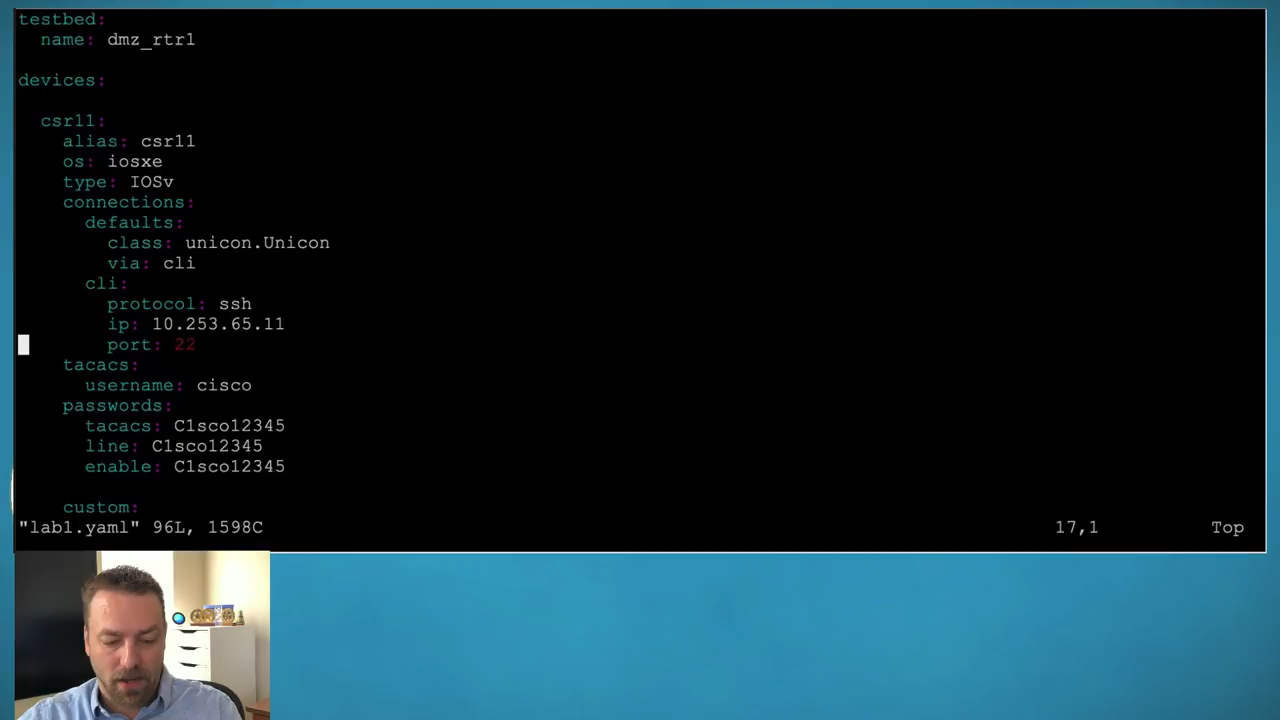 testbed:
  name: dmz_rtr1

devices:

  csr11:
    alias: csr11
    os: iosxe
    type: IOSv
    connections:
      defaults:
        class: unicon.Unicon
        via: cli
      cli:
        protocol: ssh
        ip: 10.253.65.11
        port: 22
    tacacs:
      username: cisco
    passwords:
      tacacs: C1sco12345
      line: C1sco12345
      enable: C1sco12345

    custom:
"lab1.yaml" 96L, 1598C 17,1 Top